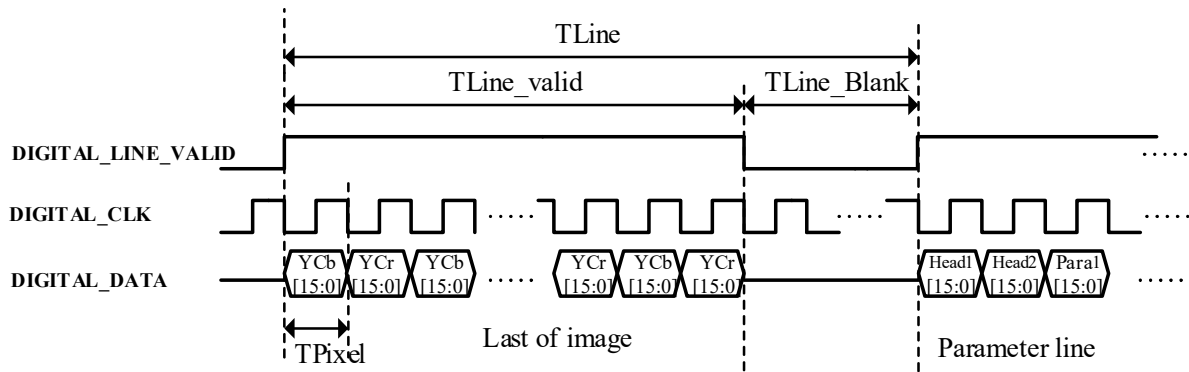 TLine
TLine_valid TLine_Blank
DIGITAL_LINE_VALID .....
DIGITAL_CLK ..... ..... .....
DIGITAL_DATA YCb [15:0] YCr [15:0] YCb [15:0] ..... YCr [15:0] YCb [15:0] YCr [15:0] Head1 [15:0] Head2 [15:0] Para1 [15:0] .....
TPixel Last of image Parameter line